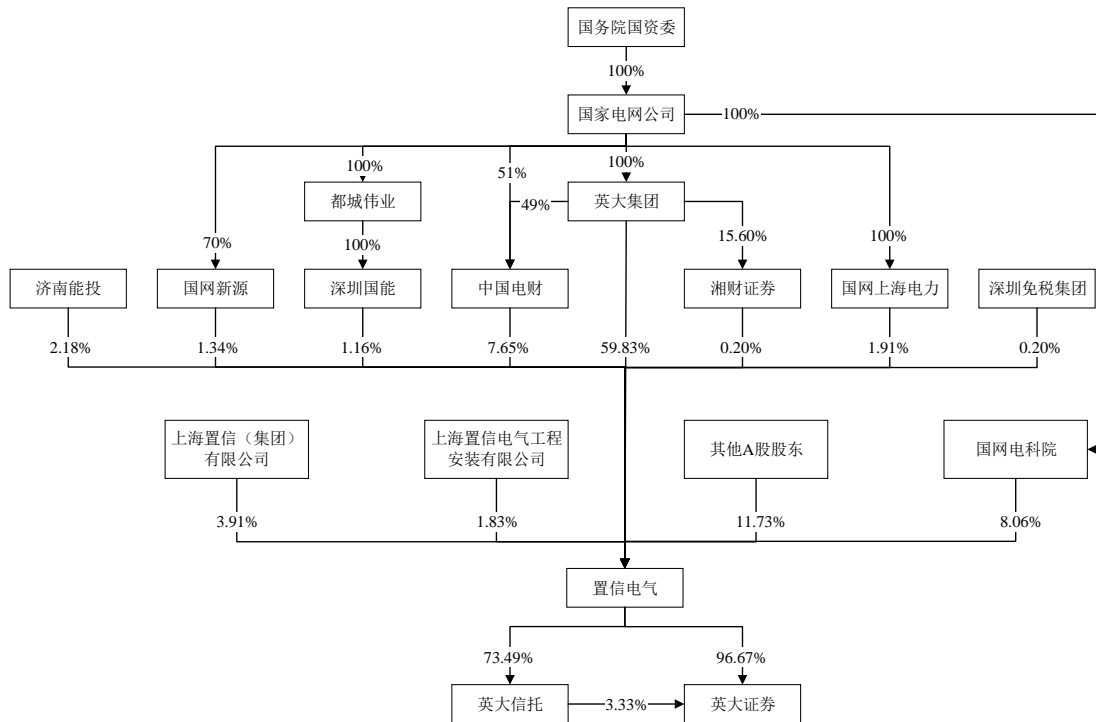 国务院国资委
100%
国家电网公司
100%
100%
51%
100%
都城伟业
英大集团
49%
70%
100%
15.60%
100%
济南能投
国网新源
深圳国能
中国电财
湘财证券
国网上海电力
深圳免税集团
2.18%
1.34%
1.16%
7.65%
59.83%
0.20%
1.91%
0.20%
上海置信（集团）
有限公司
上海置信电气工程
安装有限公司
其他A股股东
国网电科院
3.91%
1.83%
11.73%
8.06%
置信电气
73.49%
96.67%
英大信托
3.33%
英大证券